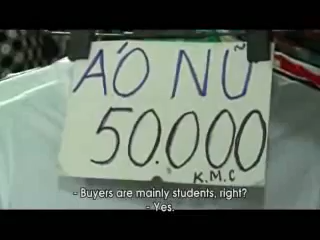 ÁO NỮ
50.000
K.M.C
- Buyers are mainly students, right?
- Yes.